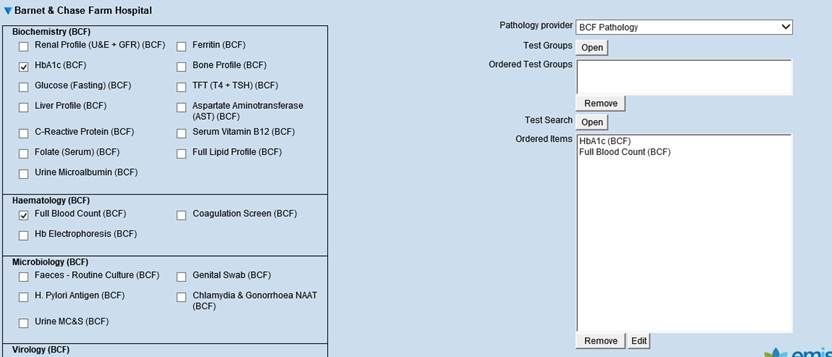 Barnet & Chase Farm Hospital
Biochemistry (BCF)
Renal Profile (U&E + GFR) (BCF)
Ferritin (BCF)
HbA1c (BCF)
Bone Profile (BCF)
Glucose (Fasting) (BCF)
TFT (T4 + TSH) (BCF)
Liver Profile (BCF)
Aspartate Aminotransferase
(AST) (BCF)
C-Reactive Protein (BCF)
Serum Vitamin B12 (BCF)
Folate (Serum) (BCF)
Full Lipid Profile (BCF)
Urine Microalbumin (BCF)
Haematology (BCF)
Full Blood Count (BCF)
Coagulation Screen (BCF)
Hb Electrophoresis (BCF)
Microbiology (BCF)
Faeces - Routine Culture (BCF)
Genital Swab (BCF)
H. Pylori Antigen (BCF)
Chlamydia & Gonorrhoea NAAT
(BCF)
Urine MC&S (BCF)
Virology (BCF)
Pathology provider
BCF Pathology
Test Groups
Open
Ordered Test Groups
Remove
Test Search
Open
Ordered Items
HbA1c (BCF)
Full Blood Count (BCF)
Remove
Edit
emis